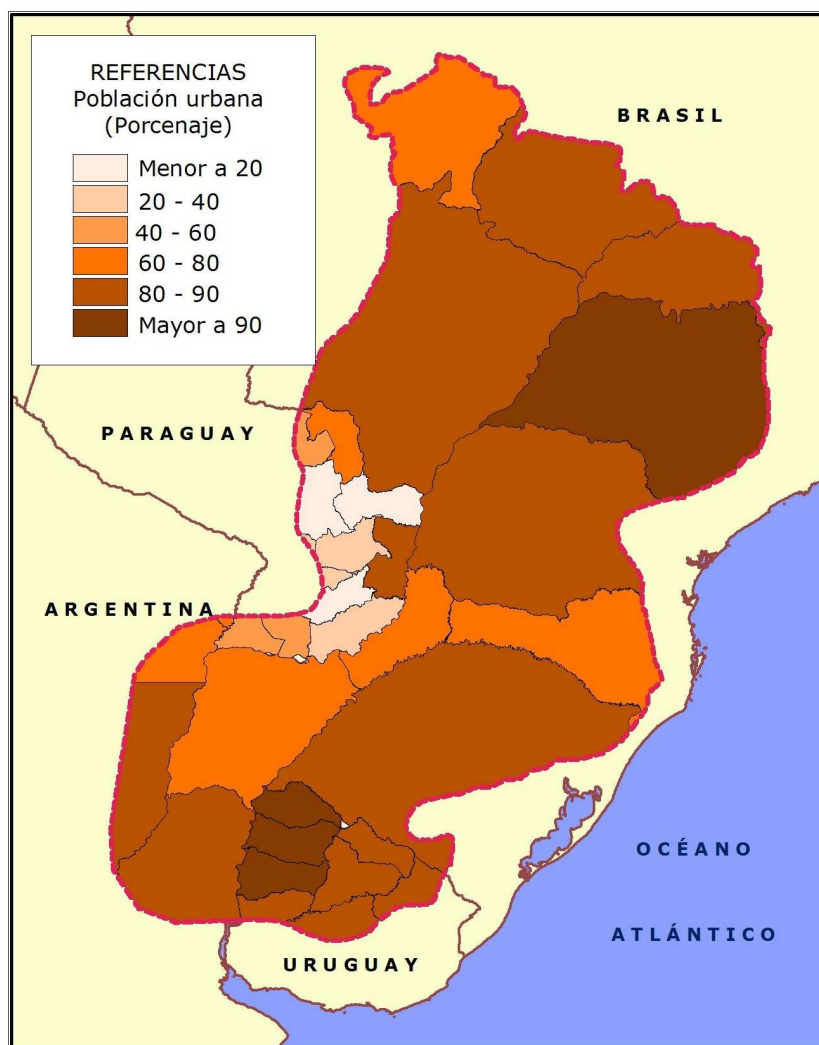 REFERENCIAS
Población urbana
(Porcenaje)
Menor a 20
20 - 40
40 - 60
60 - 80
80 - 90
Mayor a 90
BRASIL
PARAGUAY
ARGENTINA
OCÉANO
ATLÁNTICO
URUGUAY